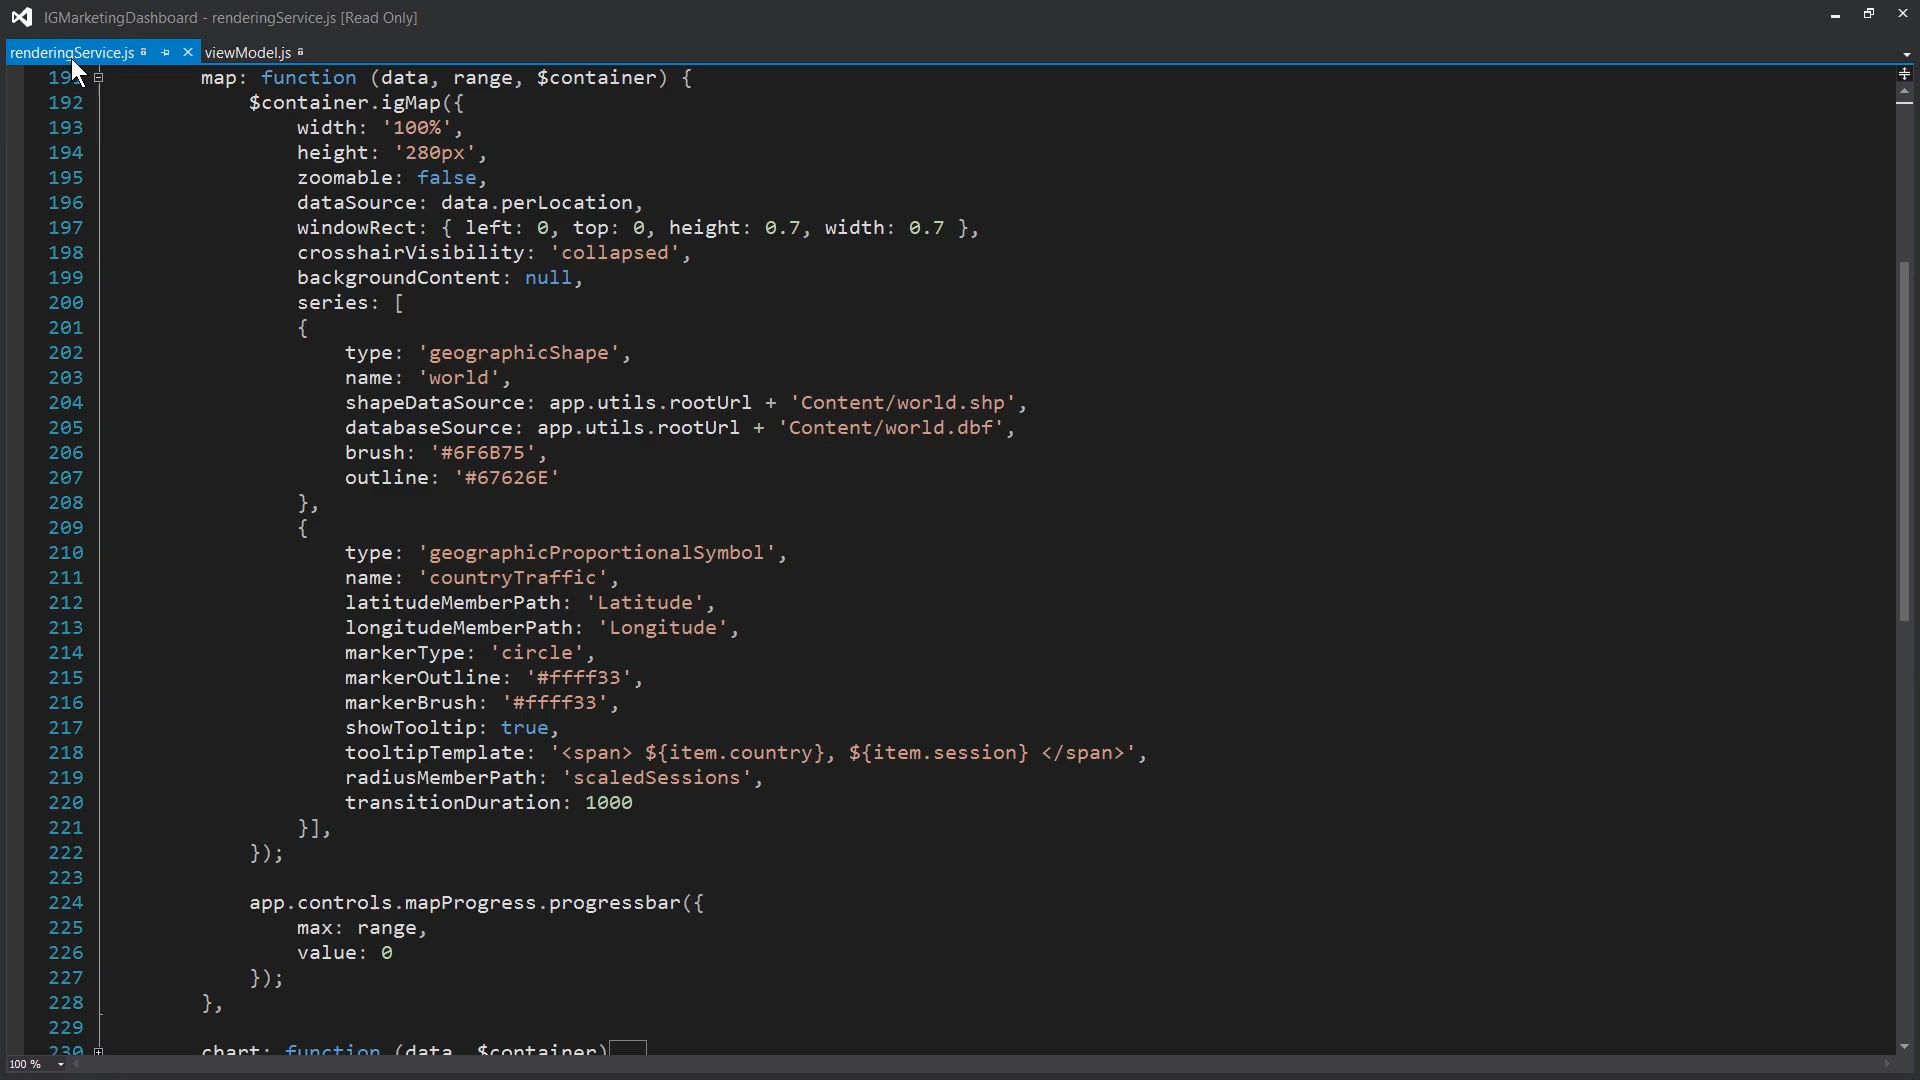 IGMarketingDashboard - renderingService.js [Read Only]
renderingService.js viewModel.js
191 map: function (data, range, $container) {
192 $container.igMap({
193 width: '100%',
194 height: '280px',
195 zoomable: false,
196 dataSource: data.perLocation,
197 windowRect: { left: 0, top: 0, height: 0.7, width: 0.7 },
198 crosshairVisibility: 'collapsed',
199 backgroundContent: null,
200 series: [
201 {
202 type: 'geographicShape',
203 name: 'world',
204 shapeDataSource: app.utils.rootUrl + 'Content/world.shp',
205 databaseSource: app.utils.rootUrl + 'Content/world.dbf',
206 brush: '#6F6B75',
207 outline: '#67626E'
208 },
209 {
210 type: 'geographicProportionalSymbol',
211 name: 'countryTraffic',
212 latitudeMemberPath: 'Latitude',
213 longitudeMemberPath: 'Longitude',
214 markerType: 'circle',
215 markerOutline: '#ffff33',
216 markerBrush: '#ffff33',
217 showTooltip: true,
218 tooltipTemplate: '<span> ${item.country}, ${item.session} </span>',
219 radiusMemberPath: 'scaledSessions',
220 transitionDuration: 1000
221 }],
222 });
223
224 app.controls.mapProgress.progressbar({
225 max: range,
226 value: 0
227 });
228 },
229
230 chart: function (data, $container)
100 %